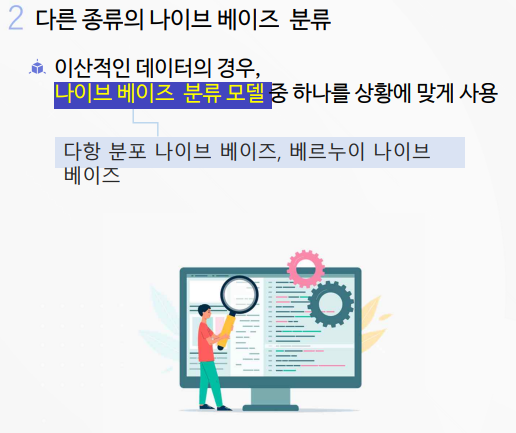 2 다른 종류의 나이브 베이즈 분류
이산적인 데이터의 경우,
나이브 베이즈 분류 모델 중 하나를 상황에 맞게 사용
다항 분포 나이브 베이즈, 베르누이 나이브
베이즈